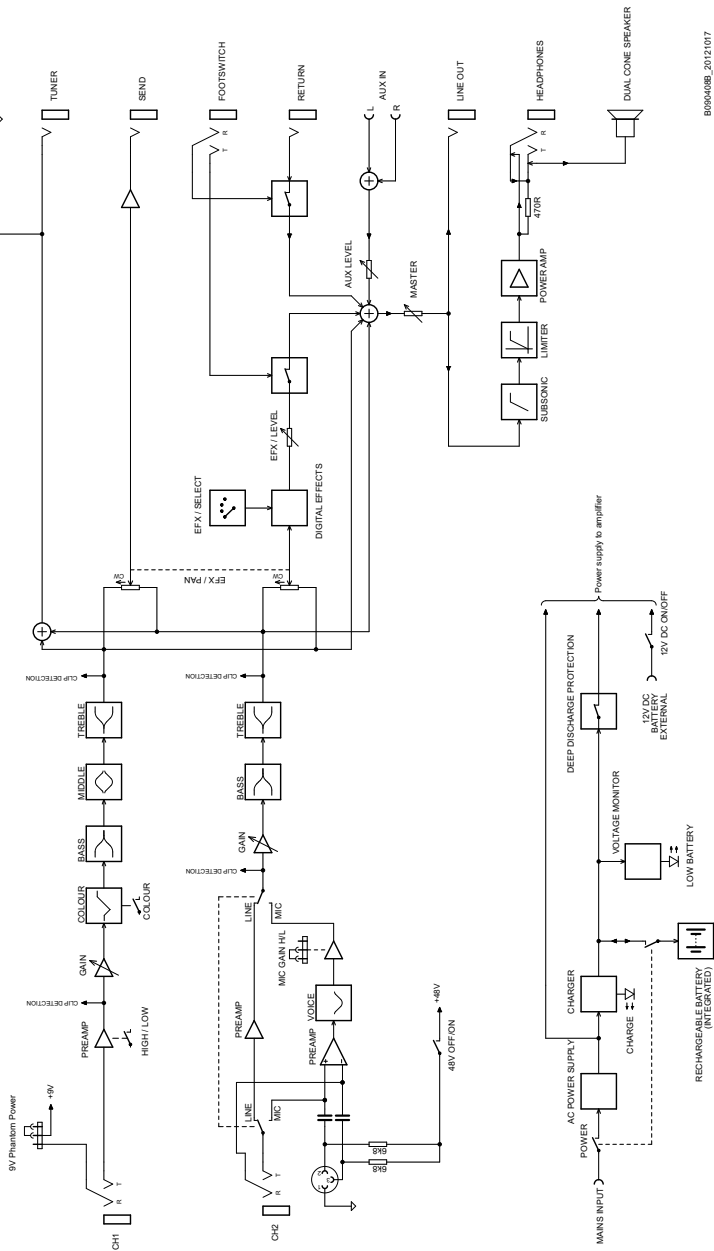 CH1
9V Phantom Power
+9V
R
T
PREAMP
HIGH / LOW
CLIP DETECTION
GAIN
COLOUR
COLOUR
BASS
MIDDLE
TREBLE
CLIP DETECTION
CW
EFX / PAN
TUNER
SEND
FOOTSWITCH
R
T
RETURN
AUX IN
L
R
LINE OUT
HEADPHONES
R
T
DUAL CONE SPEAKER
CH2
R
T
LINE
MIC
1
2
3
6k8
6k8
PREAMP
PREAMP
+
–
VOICE
MIC GAIN H/L
LINE
MIC
48V OFF/ON
+48V
CLIP DETECTION
GAIN
BASS
TREBLE
CLIP DETECTION
CW
EFX / SELECT
DIGITAL EFFECTS
EFX / LEVEL
AUX LEVEL
MASTER
SUBSONIC
LIMITER
POWER AMP
470R
MAINS INPUT
POWER
AC POWER SUPPLY
CHARGER
CHARGE
RECHARGEABLE BATTERY
(INTEGRATED)
VOLTAGE MONITOR
LOW BATTERY
DEEP DISCHARGE PROTECTION
12V DC
BATTERY
EXTERNAL
12V DC ON/OFF
Power supply to amplifier
B090408B_20121017